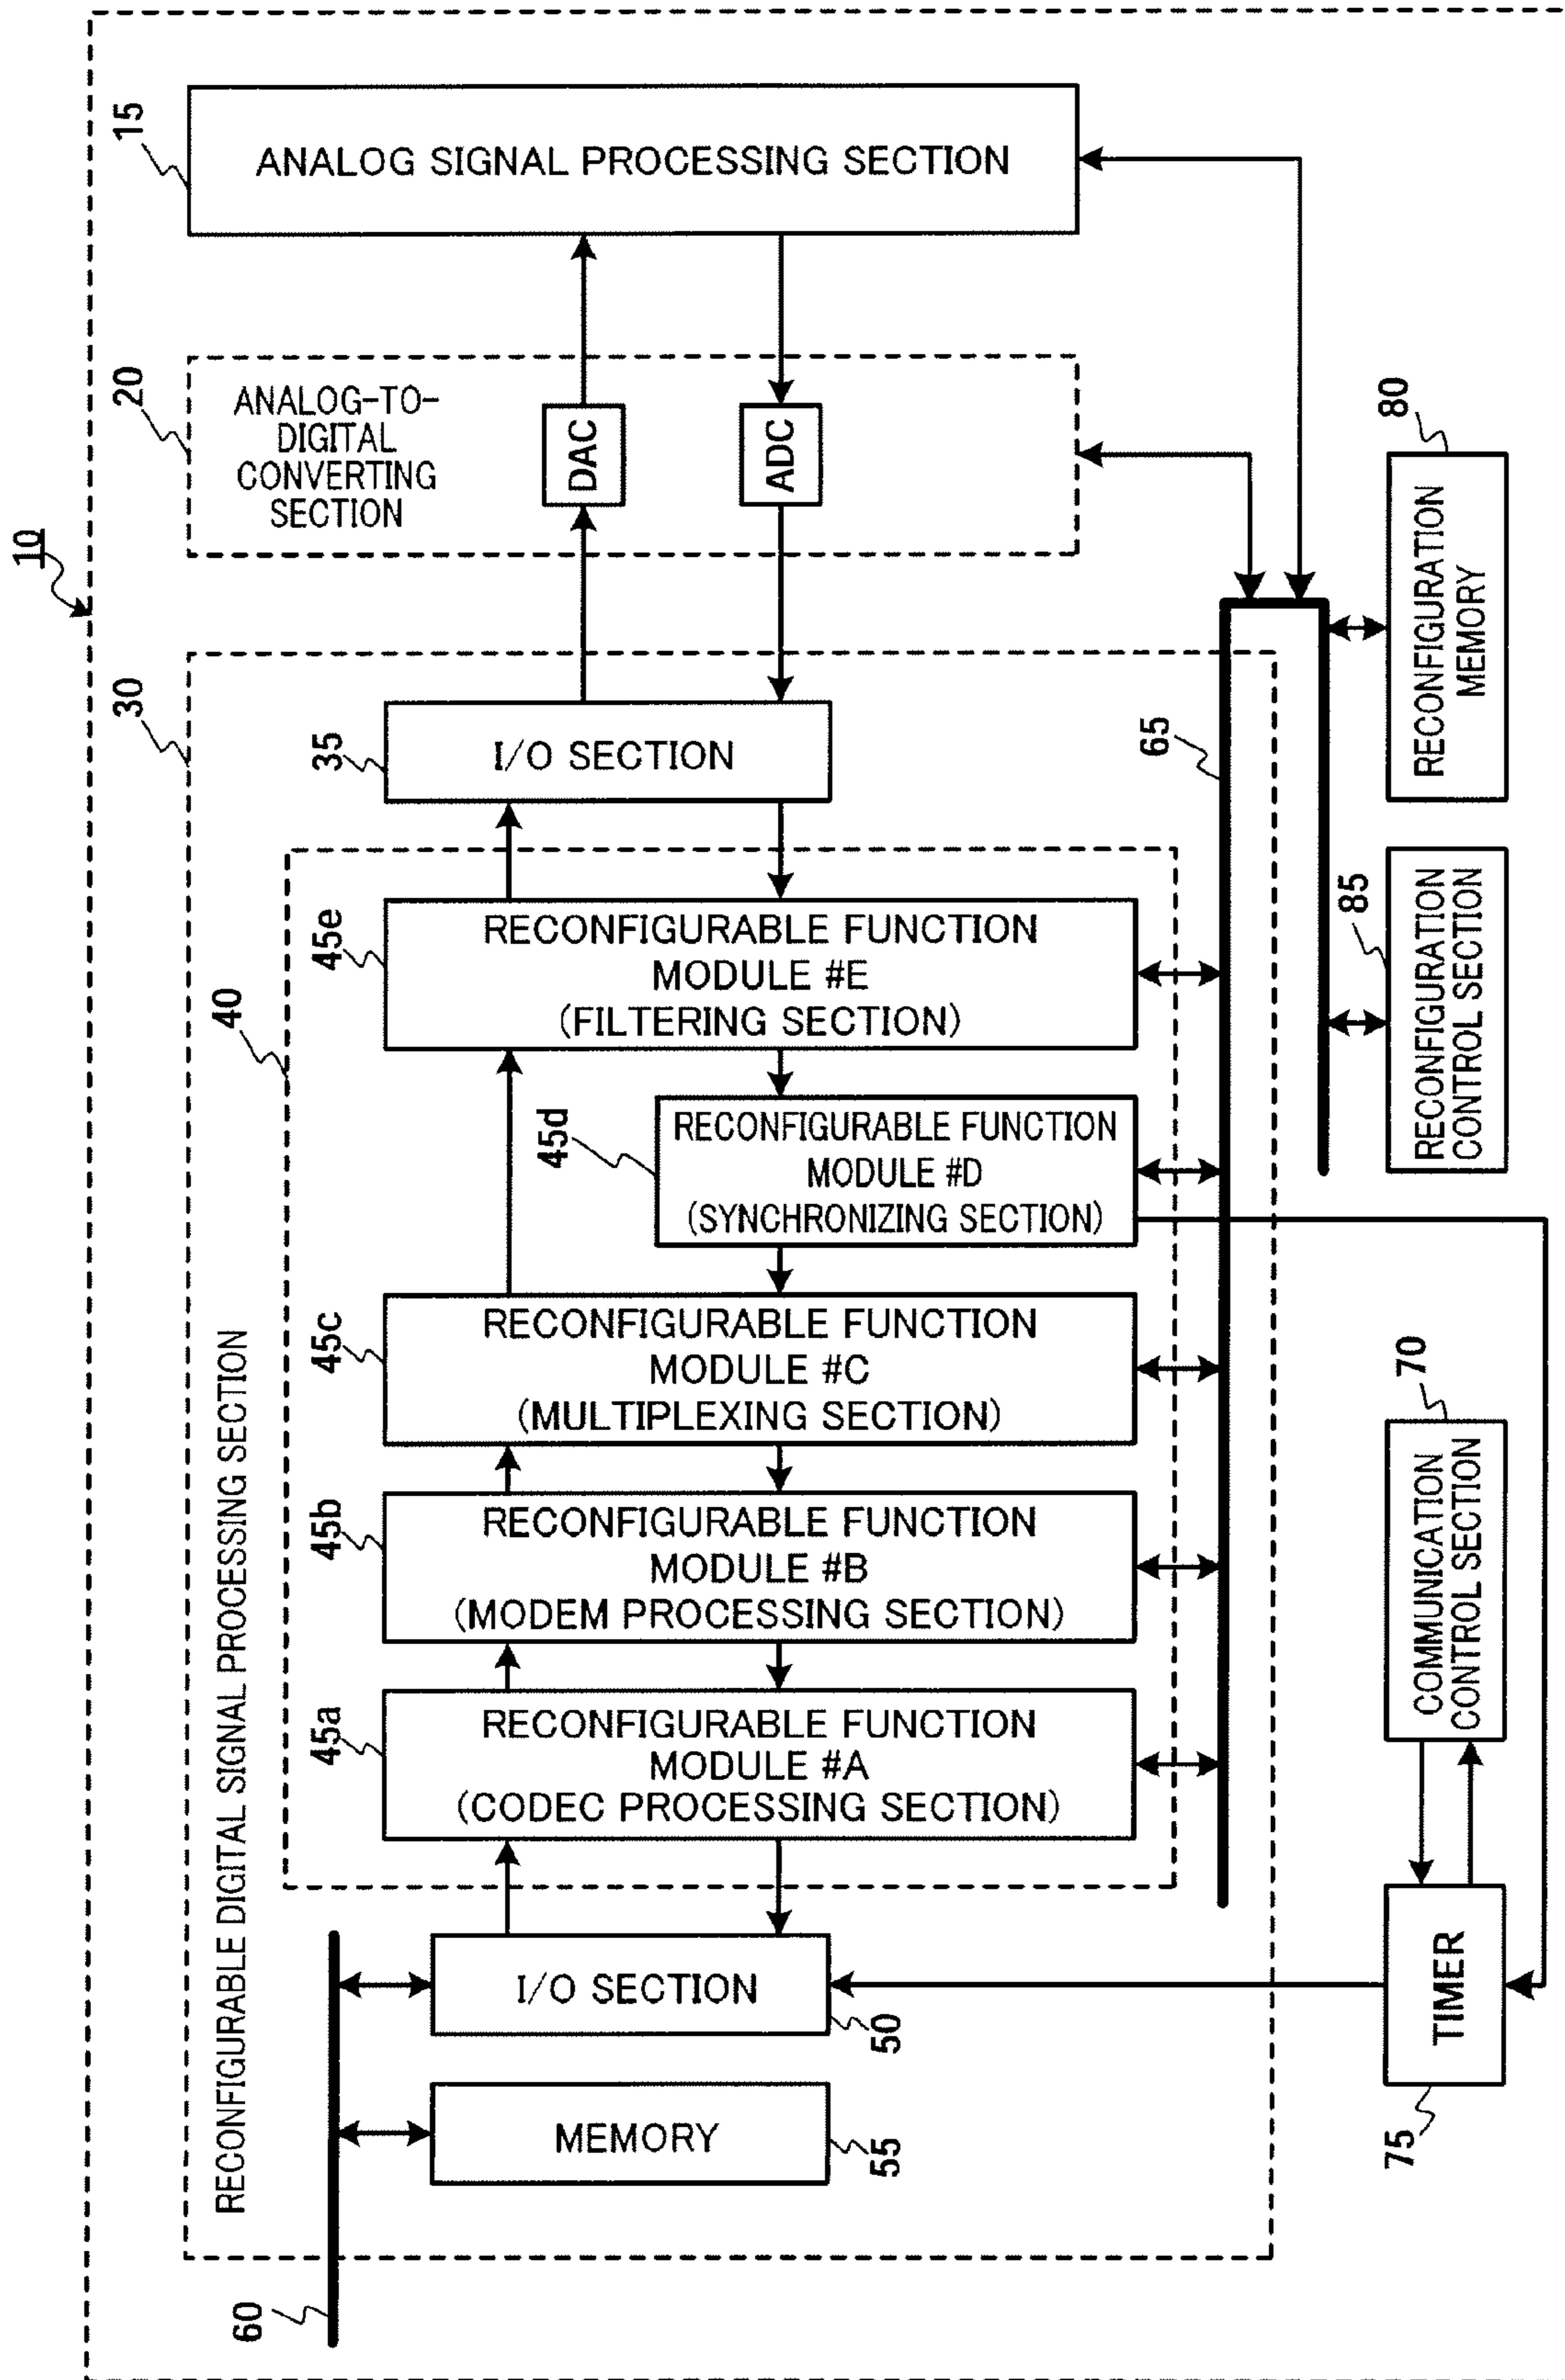 10
RECONFIGURABLE DIGITAL SIGNAL PROCESSING SECTION
30
20
15
ANALOG-TO-
DIGITAL
CONVERTING
SECTION
ANALOG SIGNAL PROCESSING SECTION
DAC
ADC
40
60
MEMORY
55
I/O SECTION
50
45a
RECONFIGURABLE FUNCTION
MODULE #A
(CODEC PROCESSING SECTION)
45b
RECONFIGURABLE FUNCTION
MODULE #B
(MODEM PROCESSING SECTION)
45c
RECONFIGURABLE FUNCTION
MODULE #C
(MULTIPLEXING SECTION)
45d
RECONFIGURABLE FUNCTION
MODULE #D
(SYNCHRONIZING SECTION)
45e
RECONFIGURABLE FUNCTION
MODULE #E
(FILTERING SECTION)
35
I/O SECTION
65
75
TIMER
70
COMMUNICATION
CONTROL SECTION
85
RECONFIGURATION
CONTROL SECTION
80
RECONFIGURATION
MEMORY